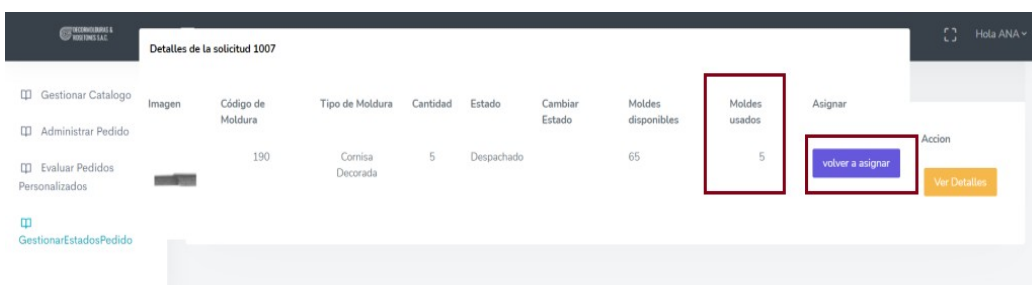 DECORMOLDURAS &
ROSETONES S.A.C.
Hola ANA
Detalles de la solicitud 1007
Gestionar Catalogo
Administrar Pedido
Evaluar Pedidos
Personalizados
GestionarEstadosPedido
Imagen Código de Tipo de Moldura Cantidad Estado Cambiar Moldes Moldes Asignar
Moldura Estado disponibles usados
190 Cornisa 5 Despachado 65 5 volver a asignar
Decorada
Accion
Ver Detalles